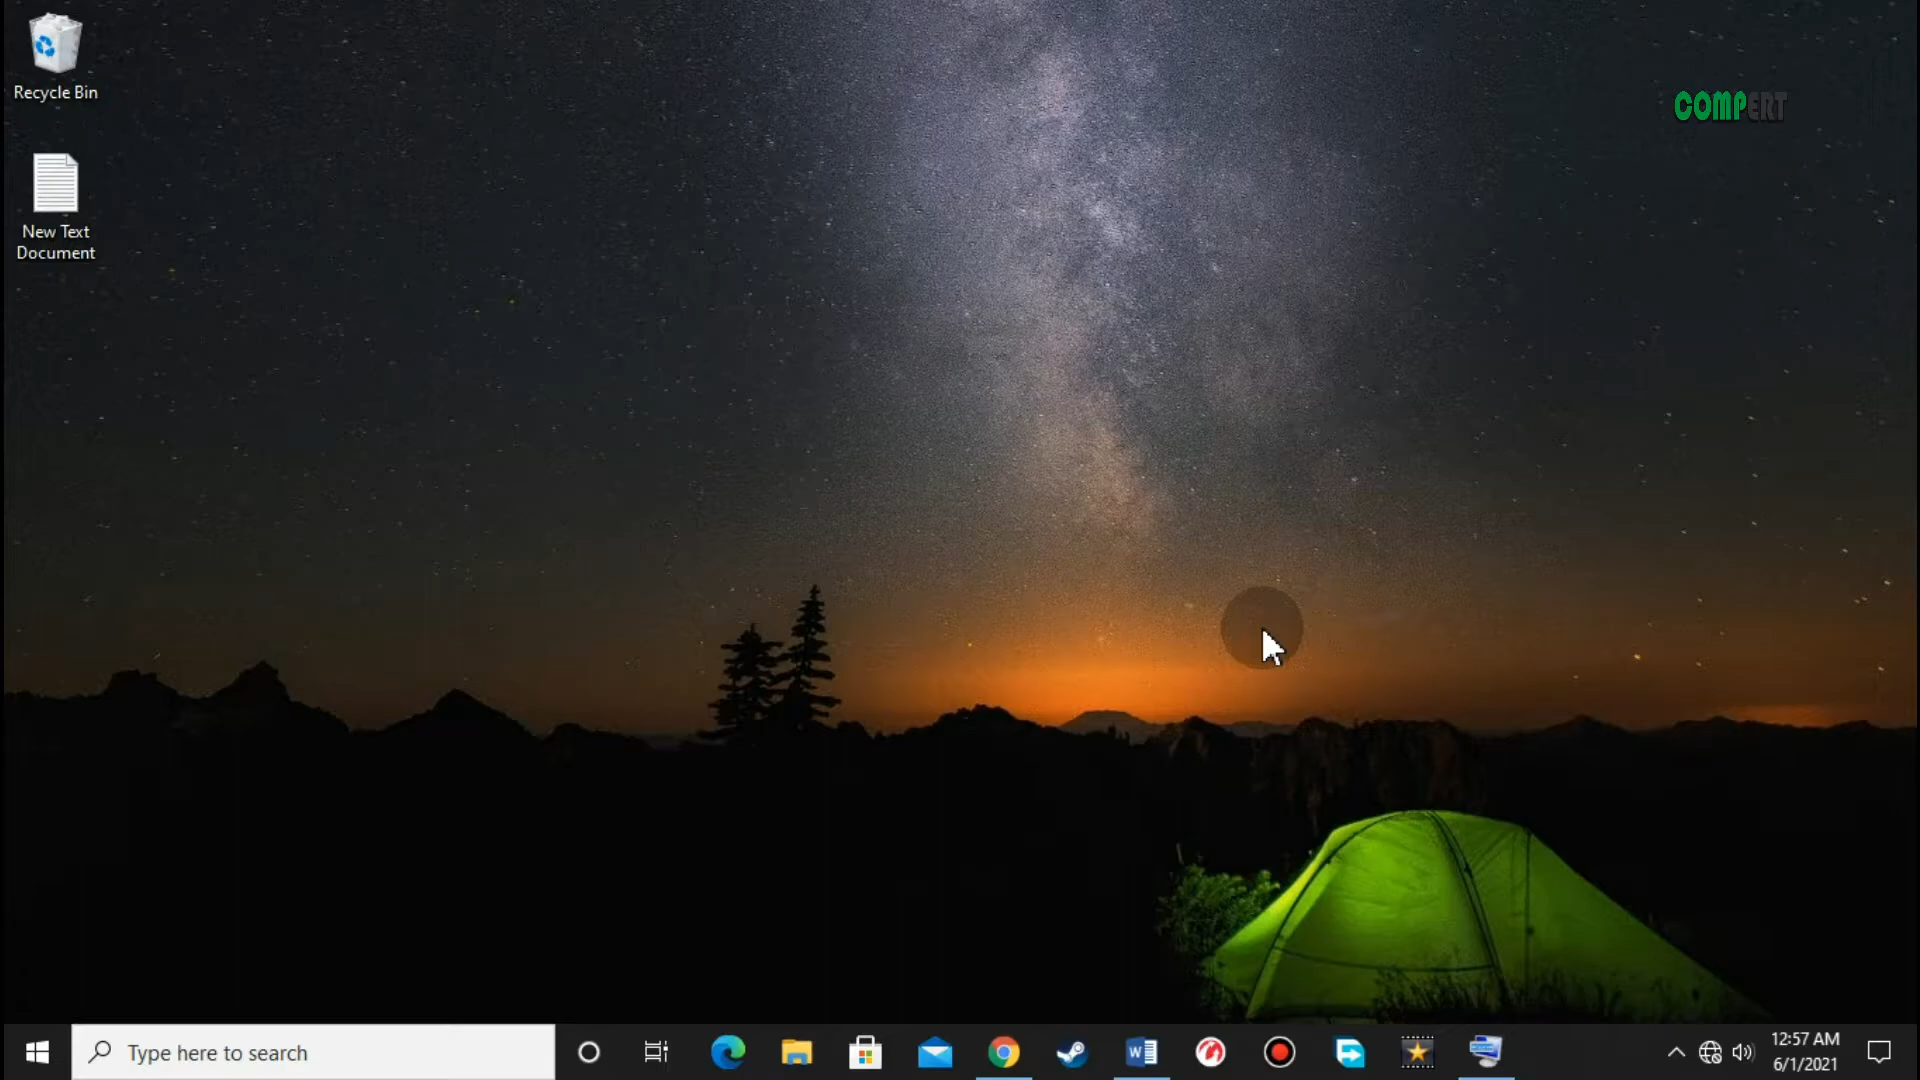 Recycle Bin
COMPERT
New Text
Document
Type here to search
12:57 AM
6/1/2021